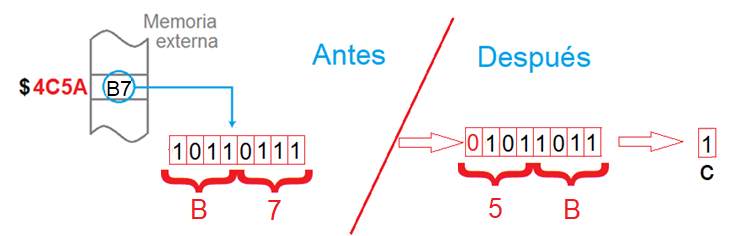 Memoria
externa
Antes
Después
$4C5A
B7
10110111
01011011
1
C
B
7
5
B